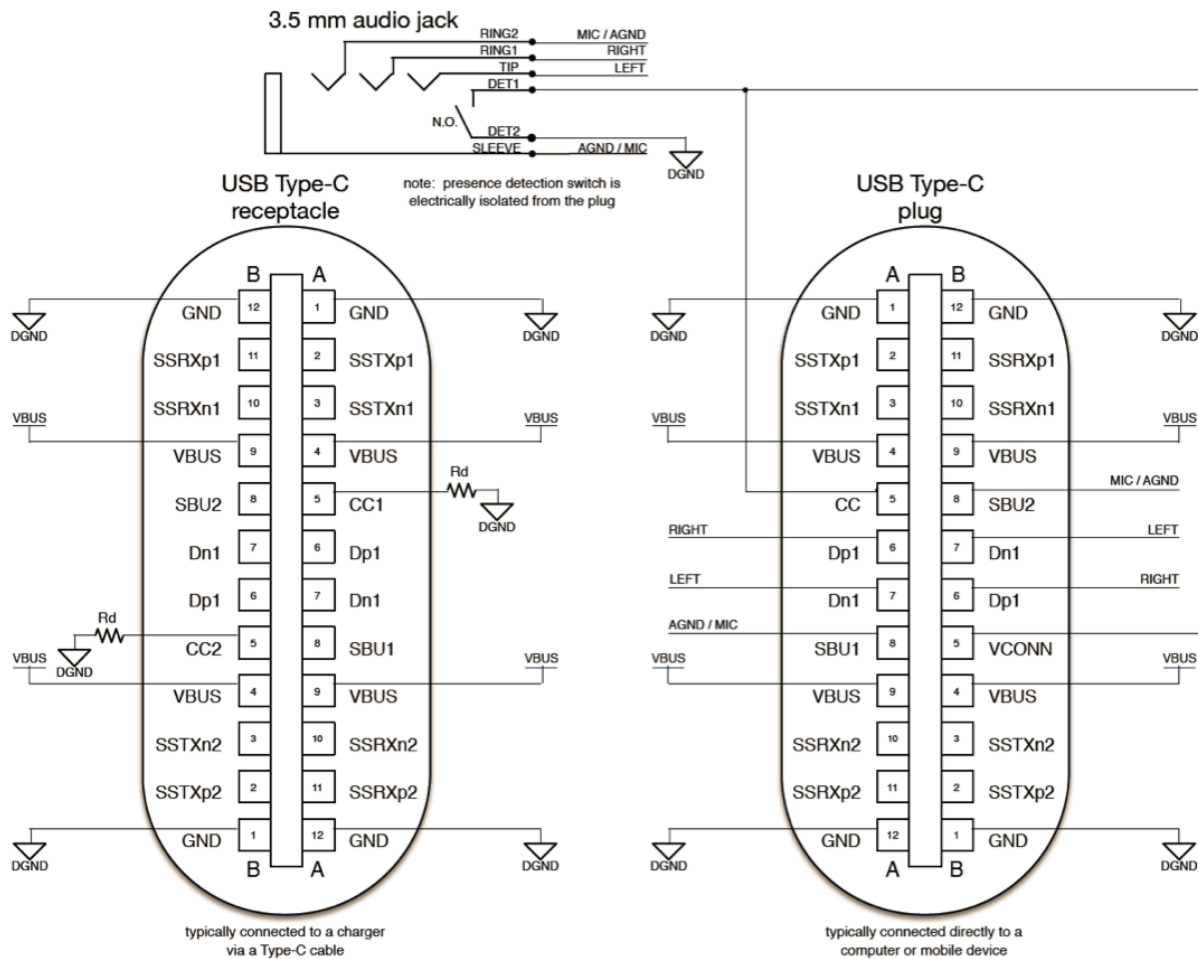 3.5 mm audio jack
RING2 MIC / AGND
RING1 RIGHT
TIP LEFT
DET1
N.O.
DET2
SLEEVE AGND / MIC
DGND
note: presence detection switch is
electrically isolated from the plug
USB Type-C
receptacle
B A
12 1
GND GND
DGND DGND
11 2
SSRXp1 SSTXp1
10 3
SSRXn1 SSTXn1
VBUS VBUS
9 4
VBUS VBUS
Rd
8 5
SBU2 CC1
DGND
7 6
Dn1 Dp1
6 7
Dp1 Dn1
Rd
5 8
CC2 SBU1
VBUS DGND VBUS
4 9
VBUS VBUS
3 10
SSTXn2 SSRXn2
2 11
SSTXp2 SSRXp2
1 12
GND GND
DGND DGND
B A
typically connected to a charger
via a Type-C cable
USB Type-C
plug
A B
1 12
GND GND
DGND DGND
2 11
SSTXp1 SSRXp1
3 10
SSTXn1 SSRXn1
VBUS VBUS
4 9
VBUS VBUS
MIC / AGND
5 8
CC SBU2
RIGHT LEFT
6 7
Dp1 Dn1
LEFT RIGHT
7 6
Dn1 Dp1
AGND / MIC
8 5
SBU1 VCONN
VBUS VBUS
9 4
VBUS VBUS
10 3
SSRXn2 SSTXn2
11 2
SSRXp2 SSTXp2
12 1
GND GND
DGND DGND
A B
typically connected directly to a
computer or mobile device